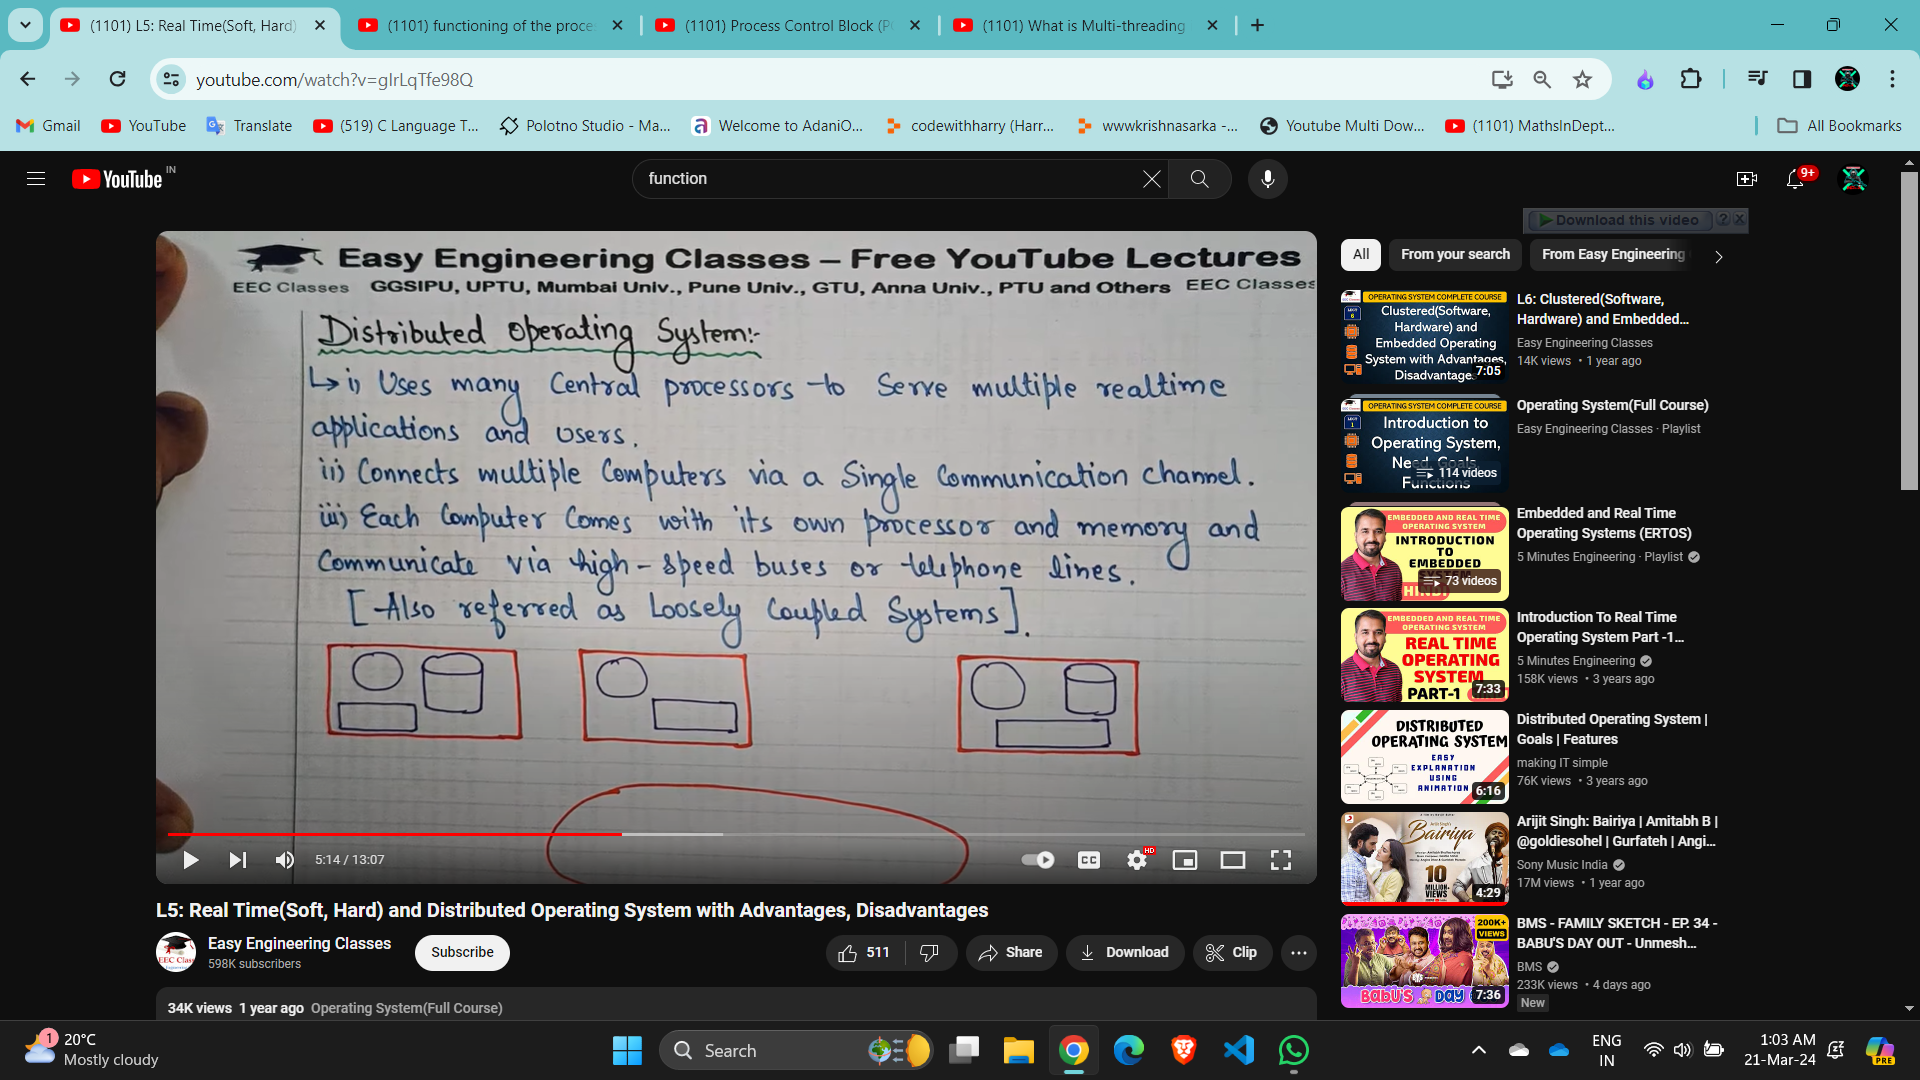 (1101) L5: Real Time(Soft, Hard)
(1101) functioning of the proce
(1101) Process Control Block (P
(1101) What is Multi-threading
youtube.com/watch?v=gIrLqTfe98Q
Gmail
YouTube
Translate
(519) C Language T...
Polotno Studio - Ma...
Welcome to AdaniO...
codewithharry (Harr...
wwwkrishnasarka -...
Youtube Multi Dow...
(1101) MathsInDept...
All Bookmarks
YouTube IN
function
9+
Download this video ? X
Easy Engineering Classes – Free YouTube Lectures
EEC Classes GGSIPU, UPTU, Mumbai Univ., Pune Univ., GTU, Anna Univ., PTU and Others EEC Classes
Distributed Operating System:-
i) Uses many Central processors to Serve multiple realtime
applications and users.
ii) Connects multiple Computers via a Single Communication channel.
iii) Each Computer Comes with its own processor and memory and
Communicate via high-speed buses or telephone lines.
[Also referred as Loosely Coupled Systems].
5:14 / 13:07
CC
HD
L5: Real Time(Soft, Hard) and Distributed Operating System with Advantages, Disadvantages
EEC Class
Easy Engineering Classes
598K subscribers
Subscribe
511
Share
Download
Clip
34K views 1 year ago Operating System(Full Course)
All
From your search
From Easy Engineering
OPERATING SYSTEM COMPLETE COURSE
Clustered(Software,
Hardware) and
Embedded Operating
System with Advantages,
Disadvantage
7:05
L6: Clustered(Software,
Hardware) and Embedded...
Easy Engineering Classes
14K views • 1 year ago
OPERATING SYSTEM COMPLETE COURSE
Introduction to
Operating System,
Need, Goals,
Functions
114 videos
Operating System(Full Course)
Easy Engineering Classes · Playlist
EMBEDDED AND REAL TIME
OPERATING SYSTEM
INTRODUCTION
TO
EMBEDDED
HINDI
73 videos
Embedded and Real Time
Operating Systems (ERTOS)
5 Minutes Engineering · Playlist
EMBEDDED AND REAL TIME
OPERATING SYSTEM
REAL TIME
OPERATING
SYSTEM
PART-1
7:33
Introduction To Real Time
Operating System Part -1...
5 Minutes Engineering
158K views • 3 years ago
DISTRIBUTED
OPERATING SYSTEM
EASY
EXPLANATION
USING
ANIMATION
6:16
Distributed Operating System |
Goals | Features
making IT simple
76K views • 3 years ago
Bairiya
10
MILLION+
VIEWS
4:29
Arijit Singh: Bairiya | Amitabh B |
@goldiesohel | Gurfateh | Angi...
Sony Music India
17M views • 1 year ago
200K+
VIEWS
BABU'S DAY
7:36
BMS - FAMILY SKETCH - EP. 34 -
BABU'S DAY OUT - Unmesh...
BMS
233K views • 4 days ago
New
1
20°C
Mostly cloudy
Search
ENG
IN
1:03 AM
21-Mar-24
PRE